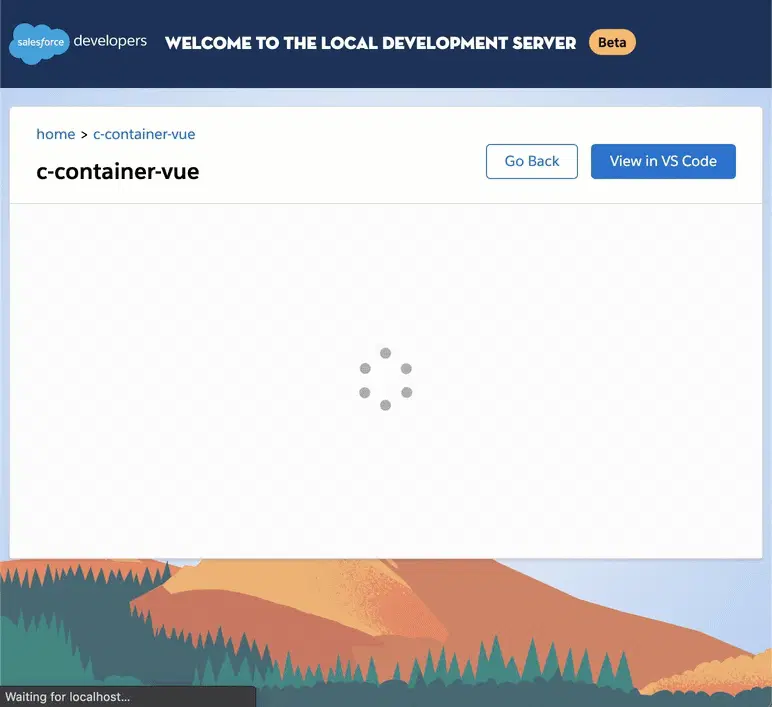 salesforce developers WELCOME TO THE LOCAL DEVELOPMENT SERVER Beta
home > c-container-vue
c-container-vue
Go Back View in VS Code
Waiting for localhost...